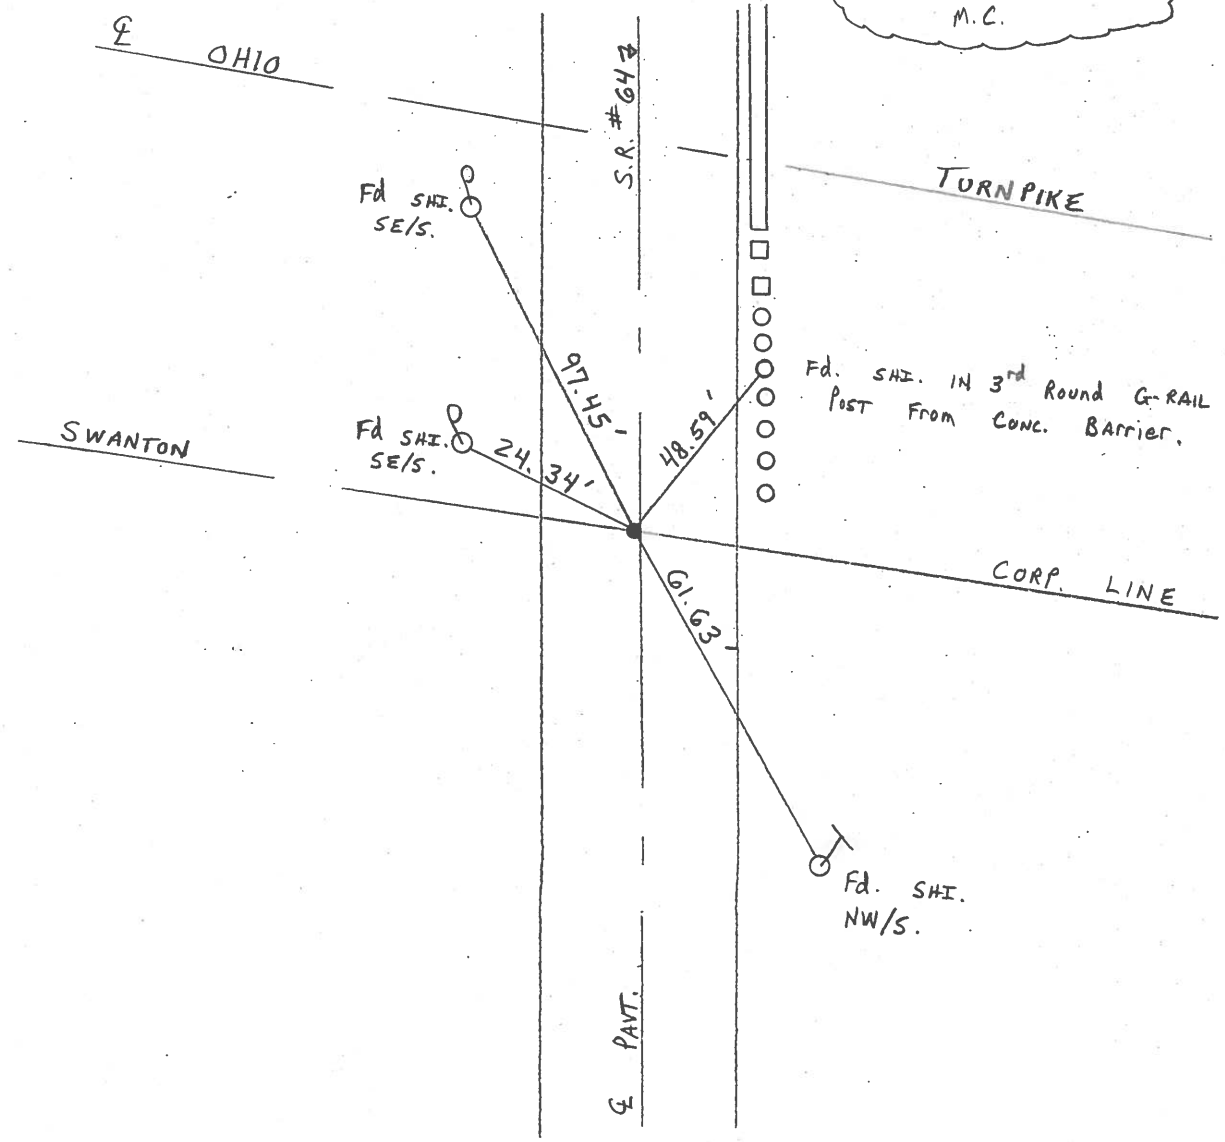 M.C.
℄
OHIO
S.R. #64
TURNPIKE
Fd SHI.
SE/S.
97.45'
Fd. SHI. IN 3rd Round G-RAIL
POST From CONC. BArrier.
48.59'
Fd SHI.
SE/S.
24.34'
SWANTON
CORP. LINE
61.63'
Fd. SHI.
NW/S.
℄ PAVT.